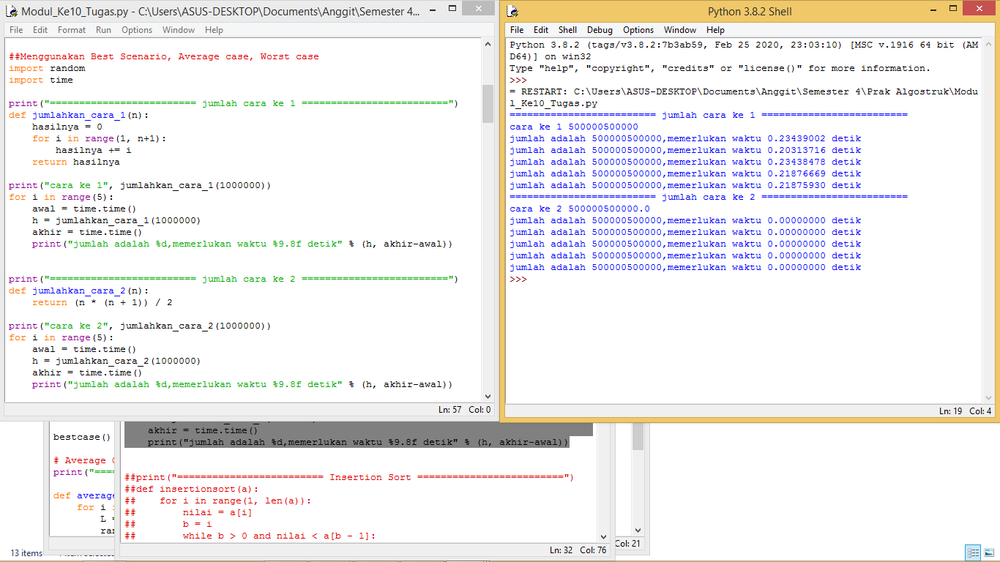 Modul_Ke10_Tugas.py - C:\Users\ASUS-DESKTOP\Documents\Anggit\Semester 4...
File Edit Format Run Options Window Help
##Menggunakan Best Scenario, Average case, Worst case
import random
import time
print("========================= jumlah cara ke 1 =========================")
def jumlahkan_cara_1(n):
    hasilnya = 0
    for i in range(1, n+1):
        hasilnya += i
    return hasilnya
print("cara ke 1", jumlahkan_cara_1(1000000))
for i in range(5):
    awal = time.time()
    h = jumlahkan_cara_1(1000000)
    akhir = time.time()
    print("jumlah adalah %d,memerlukan waktu %9.8f detik" % (h, akhir-awal))
print("========================= jumlah cara ke 2 =========================")
def jumlahkan_cara_2(n):
    return (n * (n + 1)) / 2
print("cara ke 2", jumlahkan_cara_2(1000000))
for i in range(5):
    awal = time.time()
    h = jumlahkan_cara_2(1000000)
    akhir = time.time()
    print("jumlah adalah %d,memerlukan waktu %9.8f detik" % (h, akhir-awal))
Ln: 57 Col: 0
Python 3.8.2 Shell
File Edit Shell Debug Options Window Help
Python 3.8.2 (tags/v3.8.2:7b3ab59, Feb 25 2020, 23:03:10) [MSC v.1916 64 bit (AM
D64)] on win32
Type "help", "copyright", "credits" or "license()" for more information.
>>>
= RESTART: C:\Users\ASUS-DESKTOP\Documents\Anggit\Semester 4\Prak Algostruk\Modu
l_Ke10_Tugas.py
========================= jumlah cara ke 1 =========================
cara ke 1 500000500000
jumlah adalah 500000500000,memerlukan waktu 0.23439002 detik
jumlah adalah 500000500000,memerlukan waktu 0.20313716 detik
jumlah adalah 500000500000,memerlukan waktu 0.23438478 detik
jumlah adalah 500000500000,memerlukan waktu 0.21876669 detik
jumlah adalah 500000500000,memerlukan waktu 0.21875930 detik
========================= jumlah cara ke 2 =========================
cara ke 2 500000500000.0
jumlah adalah 500000500000,memerlukan waktu 0.00000000 detik
jumlah adalah 500000500000,memerlukan waktu 0.00000000 detik
jumlah adalah 500000500000,memerlukan waktu 0.00000000 detik
jumlah adalah 500000500000,memerlukan waktu 0.00000000 detik
jumlah adalah 500000500000,memerlukan waktu 0.00000000 detik
>>>
Ln: 19 Col: 4
bestcase()
# Average
print("===
def average
    for i
        L =
        ra
    akhir = time.time()
    print("jumlah adalah %d,memerlukan waktu %9.8f detik" % (h, akhir-awal))
##print("========================= Insertion Sort =========================")
##def insertionsort(a):
##    for i in range(1, len(a)):
##        nilai = a[i]
##        b = i
##        while b > 0 and nilai < a[b - 1]:
Ln: 32 Col: 76
Col: 21
13 items